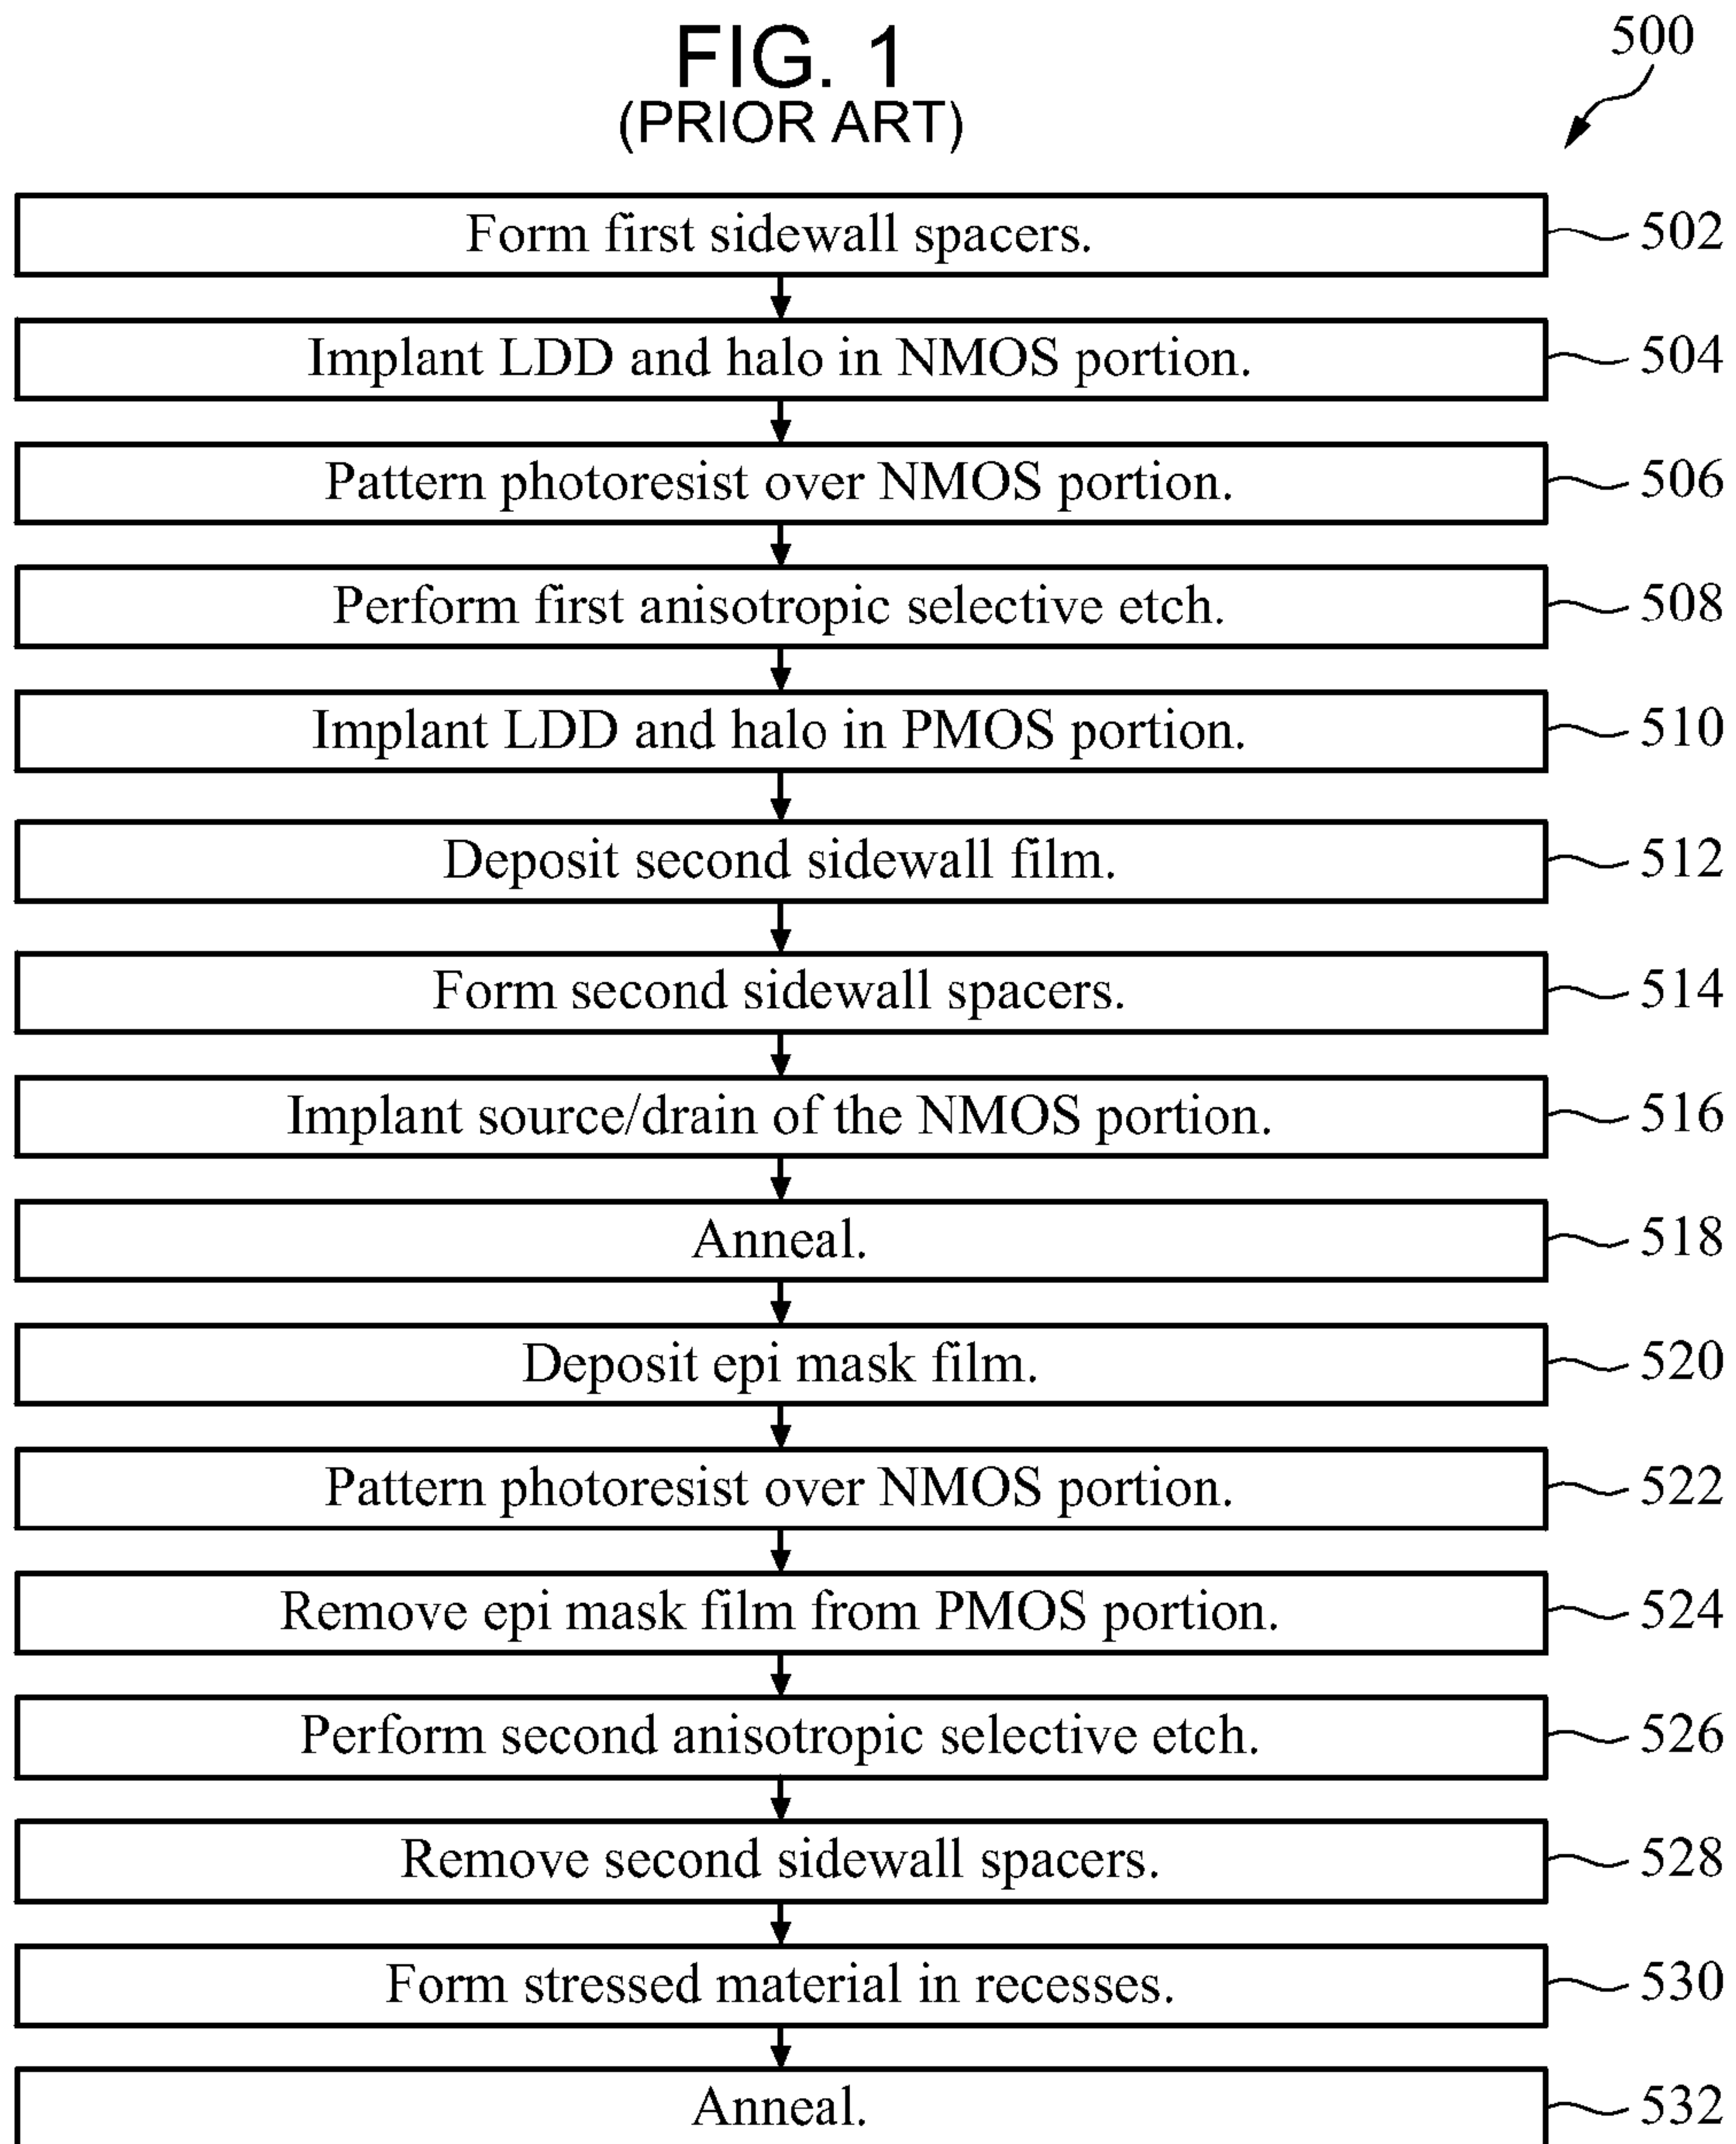 FIG. 1
(PRIOR ART)
500
Form first sidewall spacers. 502
Implant LDD and halo in NMOS portion. 504
Pattern photoresist over NMOS portion. 506
Perform first anisotropic selective etch. 508
Implant LDD and halo in PMOS portion. 510
Deposit second sidewall film. 512
Form second sidewall spacers. 514
Implant source/drain of the NMOS portion. 516
Anneal. 518
Deposit epi mask film. 520
Pattern photoresist over NMOS portion. 522
Remove epi mask film from PMOS portion. 524
Perform second anisotropic selective etch. 526
Remove second sidewall spacers. 528
Form stressed material in recesses. 530
Anneal. 532